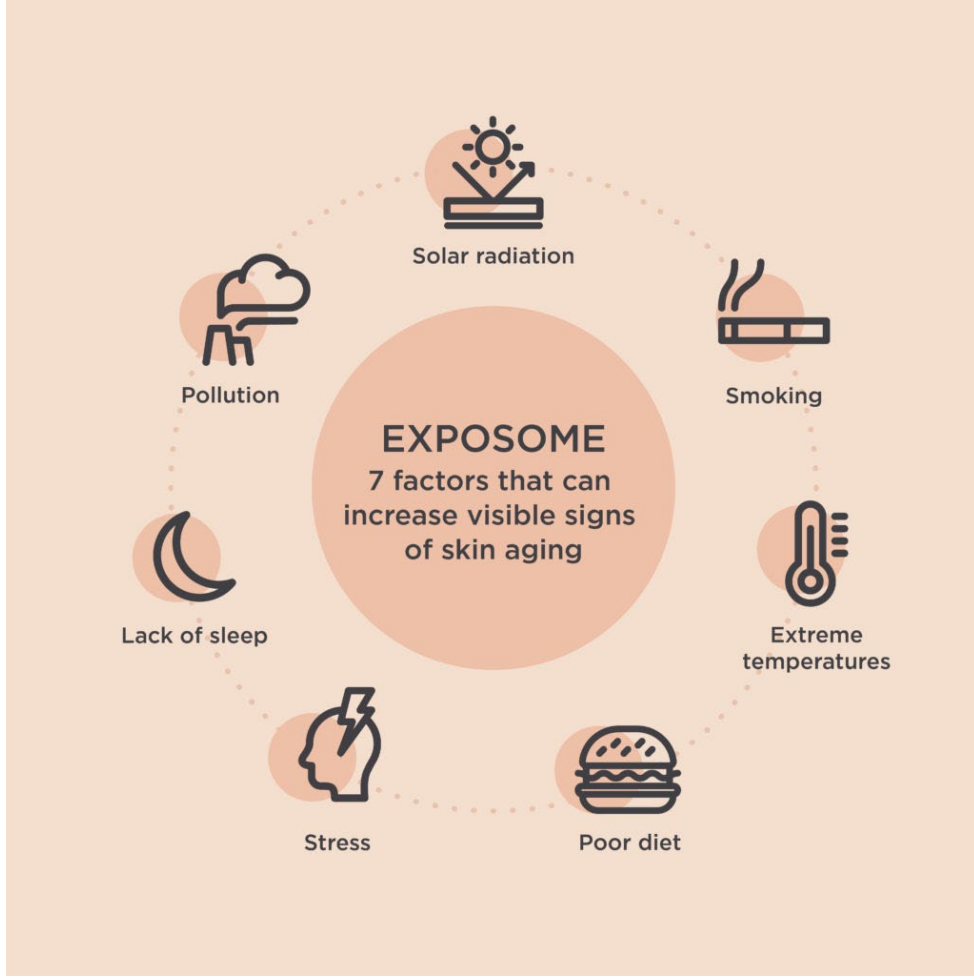 Solar radiation
Pollution
Smoking
EXPOSOME
7 factors that can
increase visible signs
of skin aging
Lack of sleep
Extreme
temperatures
Stress
Poor diet